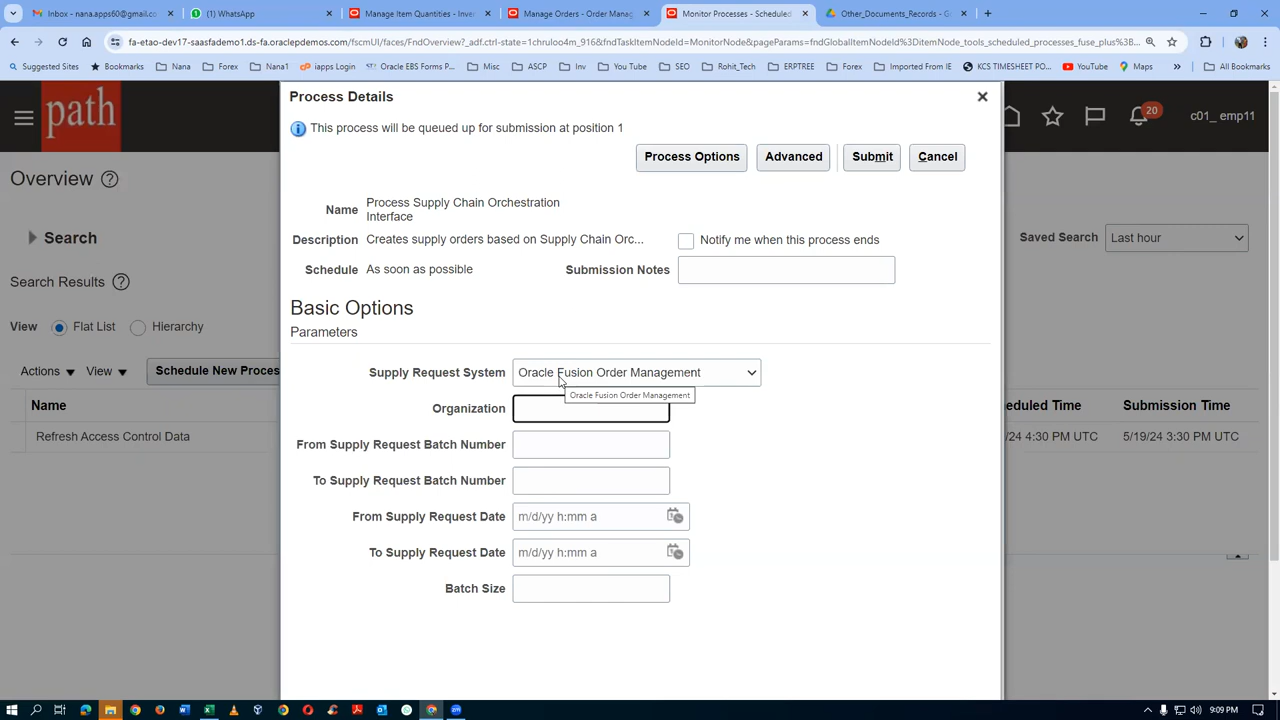 Inbox - nana.apps60@gmail.co
(1) WhatsApp
Manage Item Quantities - Inve
Manage Orders - Order Manag
Monitor Processes - Scheduled
Other_Documents_Records - G
fa-etao-dev17-saasfademo1.ds-fa.oraclepdemos.com/fscmUI/faces/FndOverview?_adf.ctrl-state=1chruloo4m_916&fndTaskItemNodeId=MonitorNode&pageParams=fndGlobalItemNodeId%3DitemNode_tools_scheduled_processes_fuse_plus%3B...
Suggested Sites
Bookmarks
Nana
Forex
Nana1
iapps Login
Oracle EBS Forms P...
Misc
ASCP
Inv
You Tube
SEO
Rohit_Tech
ERPTREE
Forex
Imported From IE
KCS TIMESHEET PO...
YouTube
Maps
»
All Bookmarks
path
20
c01_ emp11
Overview
Search
Saved Search
Last hour
Search Results
View
Flat List
Hierarchy
Actions
View
Schedule New Proces
Name
eduled Time
Submission Time
Refresh Access Control Data
/24 4:30 PM UTC
5/19/24 3:30 PM UTC
Process Details
This process will be queued up for submission at position 1
Process Options
Advanced
Submit
Cancel
Name
Process Supply Chain Orchestration
Interface
Description
Creates supply orders based on Supply Chain Orc...
Notify me when this process ends
Schedule
As soon as possible
Submission Notes
Basic Options
Parameters
Supply Request System
Oracle Fusion Order Management
Oracle Fusion Order Management
Organization
From Supply Request Batch Number
To Supply Request Batch Number
From Supply Request Date
m/d/yy h:mm a
To Supply Request Date
m/d/yy h:mm a
Batch Size
9:09 PM